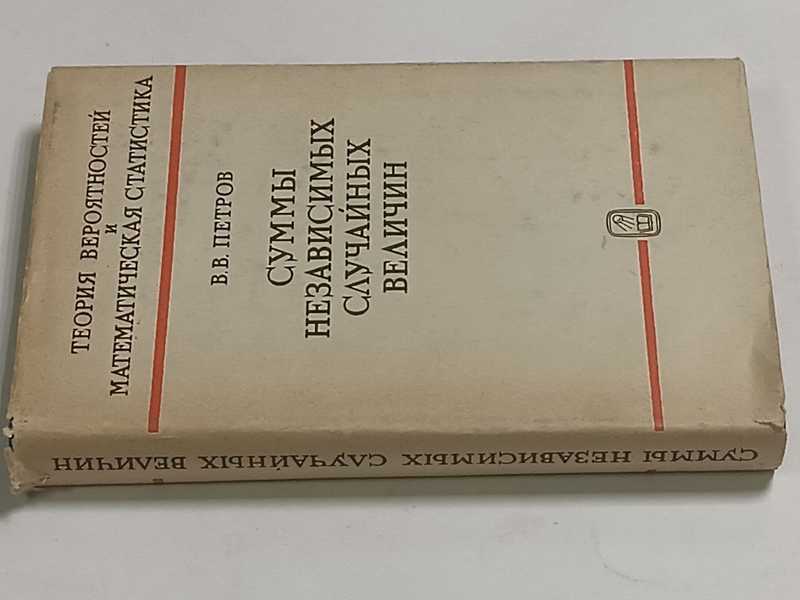 ТЕОРИЯ ВЕРОЯТНОСТЕЙ
И
МАТЕМАТИЧЕСКАЯ СТАТИСТИКА
В.В. ПЕТРОВ
СУММЫ
НЕЗАВИСИМЫХ
СЛУЧАЙНЫХ
ВЕЛИЧИН
СУММЫ НЕЗАВИСИМЫХ СЛУЧАЙНЫХ ВЕЛИЧИН